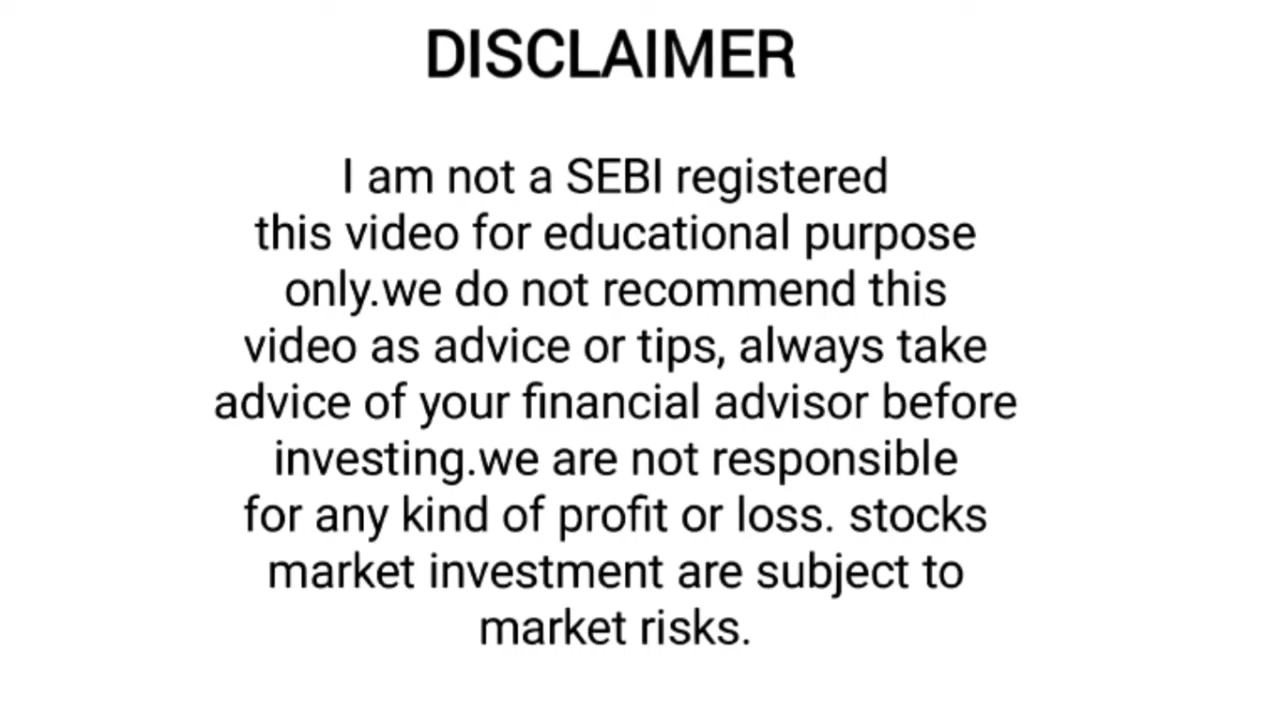 DISCLAIMER
I am not a SEBI registered
this video for educational purpose
only.we do not recommend this
video as advice or tips, always take
advice of your financial advisor before
investing.we are not responsible
for any kind of profit or loss. stocks
market investment are subject to
market risks.